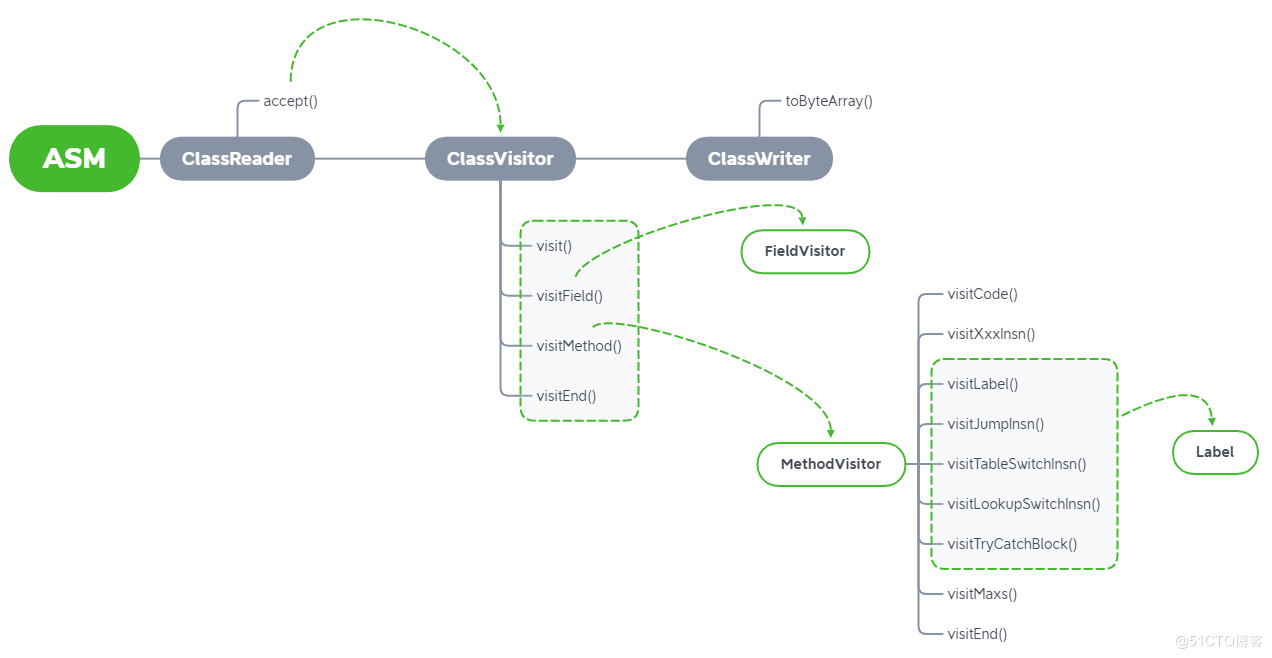 accept()
toByteArray()
ASM
ClassReader
ClassVisitor
ClassWriter
visit()
FieldVisitor
visitField()
visitCode()
visitXxxInsn()
visitMethod()
visitLabel()
visitEnd()
visitJumpInsn()
Label
MethodVisitor
visitTableSwitchInsn()
visitLookupSwitchInsn()
visitTryCatchBlock()
visitMaxs()
visitEnd()
@51CTO博客